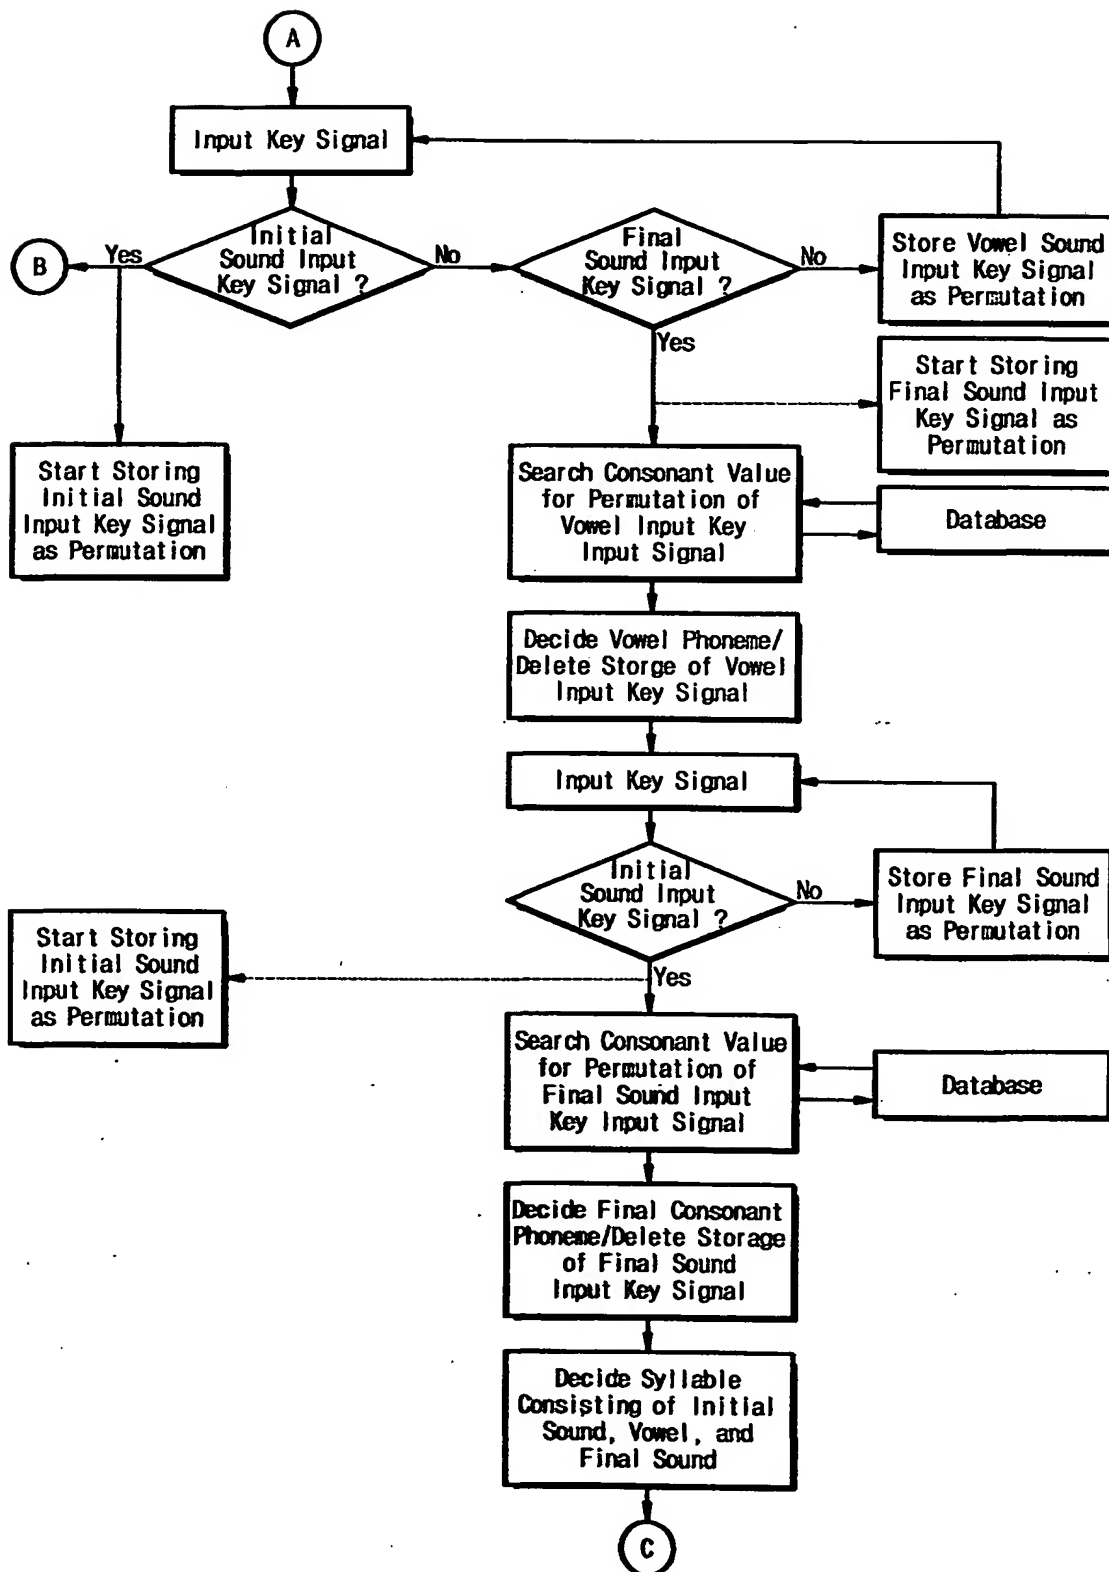 A
Input Key Signal
Initial
Sound Input
Key Signal ?
Yes
No
B
Final
Sound Input
Key Signal ?
No
Yes
Store Vowel Sound
Input Key Signal
as Permutation
Start Storing
Final Sound Input
Key Signal as
Permutation
Start Storing
Initial Sound
Input Key Signal
as Permutation
Search Consonant Value
for Permutation of
Vowel Input Key
Input Signal
Database
Decide Vowel Phoneme/
Delete Storge of Vowel
Input Key Signal
Input Key Signal
Initial
Sound Input
Key Signal ?
No
Yes
Store Final Sound
Input Key Signal
as Permutation
Start Storing
Initial Sound
Input Key Signal
as Permutation
Search Consonant Value
for Permutation of
Final Sound Input
Key Input Signal
Database
Decide Final Consonant
Phoneme/Delete Storage
of Final Sound
Input Key Signal
Decide Syllable
Consisting of Initial
Sound, Vowel, and
Final Sound
C